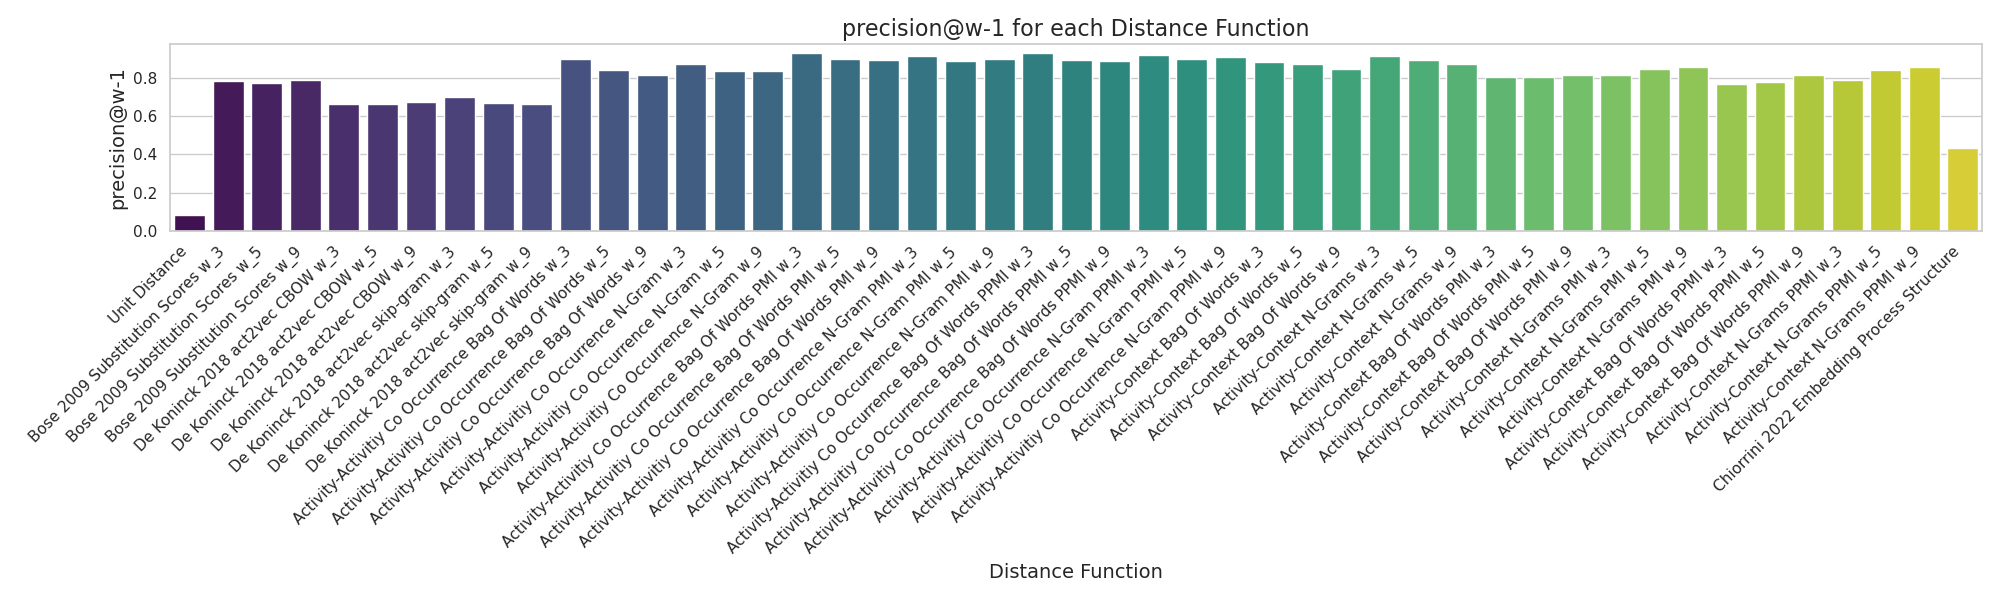 precision@w-1 for each Distance Function
precision@w-1
0.8
0.6
0.4
0.2
0.0
Unit Distance
Bose 2009 Substitution Scores w_3
Bose 2009 Substitution Scores w_5
Bose 2009 Substitution Scores w_9
De Koninck 2018 act2vec CBOW w_3
De Koninck 2018 act2vec CBOW w_5
De Koninck 2018 act2vec CBOW w_9
De Koninck 2018 act2vec skip-gram w_3
De Koninck 2018 act2vec skip-gram w_5
De Koninck 2018 act2vec skip-gram w_9
Activity-Activitiy Co Occurrence Bag Of Words w_3
Activity-Activitiy Co Occurrence Bag Of Words w_5
Activity-Activitiy Co Occurrence Bag Of Words w_9
Activity-Activitiy Co Occurrence N-Gram w_3
Activity-Activitiy Co Occurrence N-Gram w_5
Activity-Activitiy Co Occurrence N-Gram w_9
Activity-Activitiy Co Occurrence Bag Of Words PMI w_3
Activity-Activitiy Co Occurrence Bag Of Words PMI w_5
Activity-Activitiy Co Occurrence Bag Of Words PMI w_9
Activity-Activitiy Co Occurrence N-Gram PMI w_3
Activity-Activitiy Co Occurrence N-Gram PMI w_5
Activity-Activitiy Co Occurrence N-Gram PMI w_9
Activity-Activitiy Co Occurrence Bag Of Words PPMI w_3
Activity-Activitiy Co Occurrence Bag Of Words PPMI w_5
Activity-Activitiy Co Occurrence Bag Of Words PPMI w_9
Activity-Activitiy Co Occurrence N-Gram PPMI w_3
Activity-Activitiy Co Occurrence N-Gram PPMI w_5
Activity-Activitiy Co Occurrence N-Gram PPMI w_9
Activity-Context Bag Of Words w_3
Activity-Context Bag Of Words w_5
Activity-Context Bag Of Words w_9
Activity-Context N-Grams w_3
Activity-Context N-Grams w_5
Activity-Context N-Grams w_9
Activity-Context Bag Of Words PMI w_3
Activity-Context Bag Of Words PMI w_5
Activity-Context Bag Of Words PMI w_9
Activity-Context N-Grams PMI w_3
Activity-Context N-Grams PMI w_5
Activity-Context N-Grams PMI w_9
Activity-Context Bag Of Words PPMI w_3
Activity-Context Bag Of Words PPMI w_5
Activity-Context Bag Of Words PPMI w_9
Activity-Context N-Grams PPMI w_3
Activity-Context N-Grams PPMI w_5
Activity-Context N-Grams PPMI w_9
Chiorrini 2022 Embedding Process Structure
Distance Function